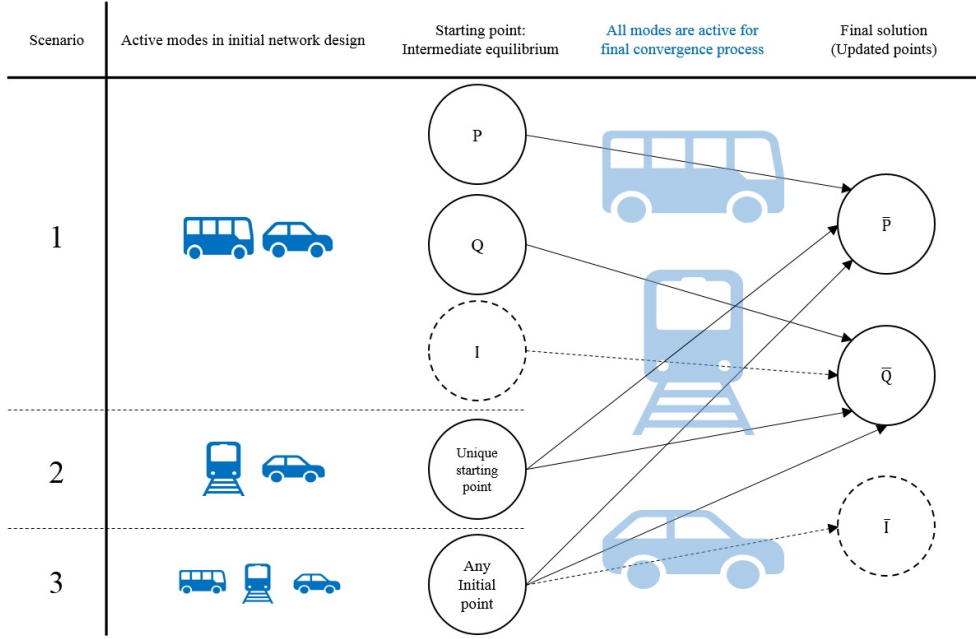 Scenario
Active modes in initial network design
Starting point:
Intermediate equilibrium
All modes are active for
final convergence process
Final solution
(Updated points)
1
P
Q
I
P̅
Q̅
I̅
2
Unique
starting
point
3
Any
Initial
point